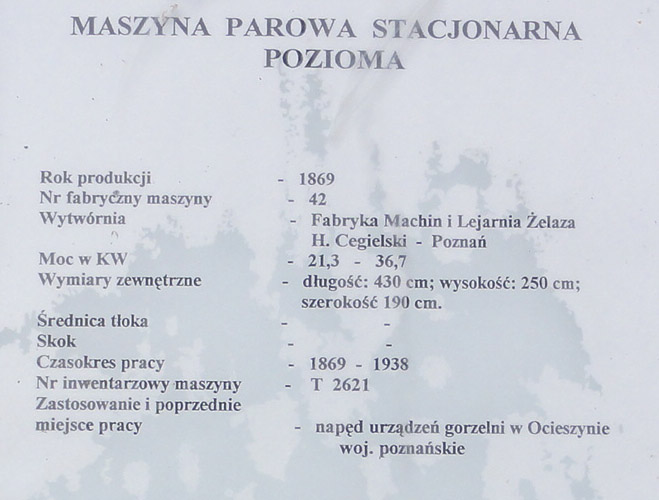 MASZYNA PAROWA STACJONARNA
POZIOMA
Rok produkcji - 1869
Nr fabryczny maszyny - 42
Wytwórnia - Fabryka Machin i Lejarnia Żelaza
H. Cegielski - Poznań
Moc w KW - 21,3 - 36,7
Wymiary zewnętrzne - długość: 430 cm; wysokość: 250 cm;
szerokość 190 cm.
Średnica tłoka - -
Skok - -
Czasokres pracy - 1869 - 1938
Nr inwentarzowy maszyny - T 2621
Zastosowanie i poprzednie
miejsce pracy - napęd urządzeń gorzelni w Ocieszynie
woj. poznańskie